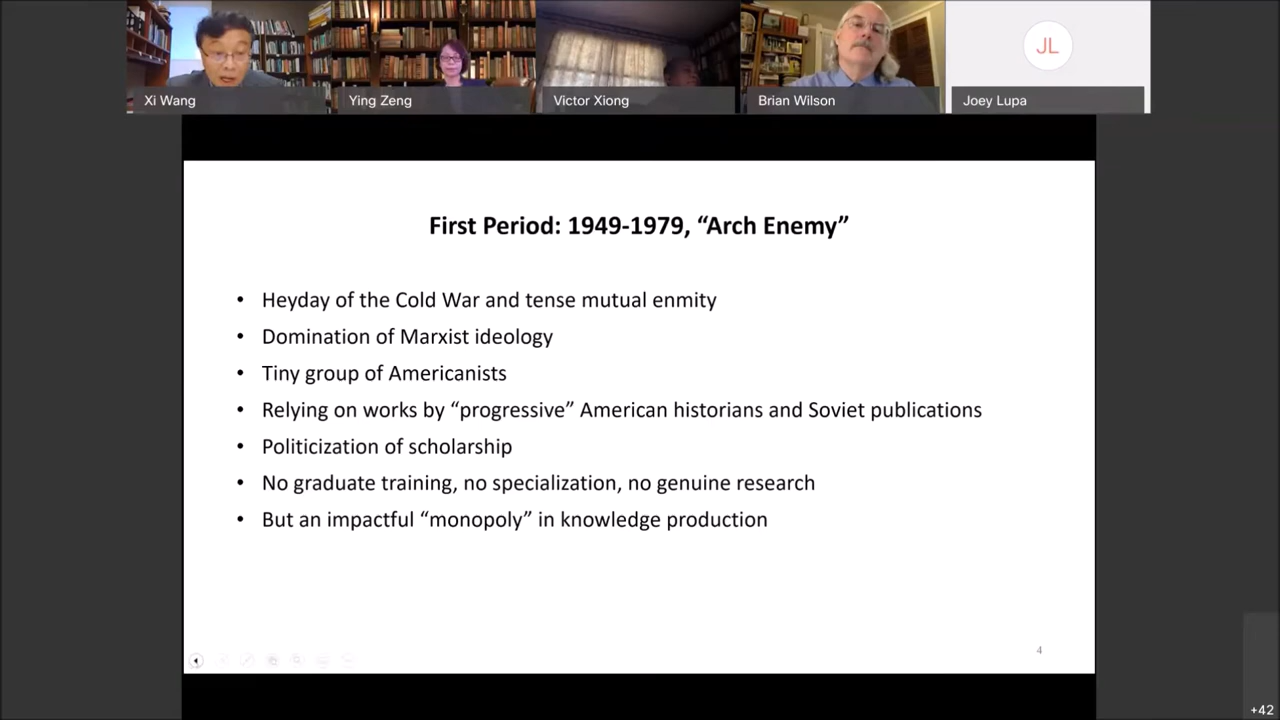 Xi Wang
Ying Zeng
Victor Xiong
Brian Wilson
JL
Joey Lupa
First Period: 1949-1979, “Arch Enemy”
• Heyday of the Cold War and tense mutual enmity
• Domination of Marxist ideology
• Tiny group of Americanists
• Relying on works by “progressive” American historians and Soviet publications
• Politicization of scholarship
• No graduate training, no specialization, no genuine research
• But an impactful “monopoly” in knowledge production
4
+42